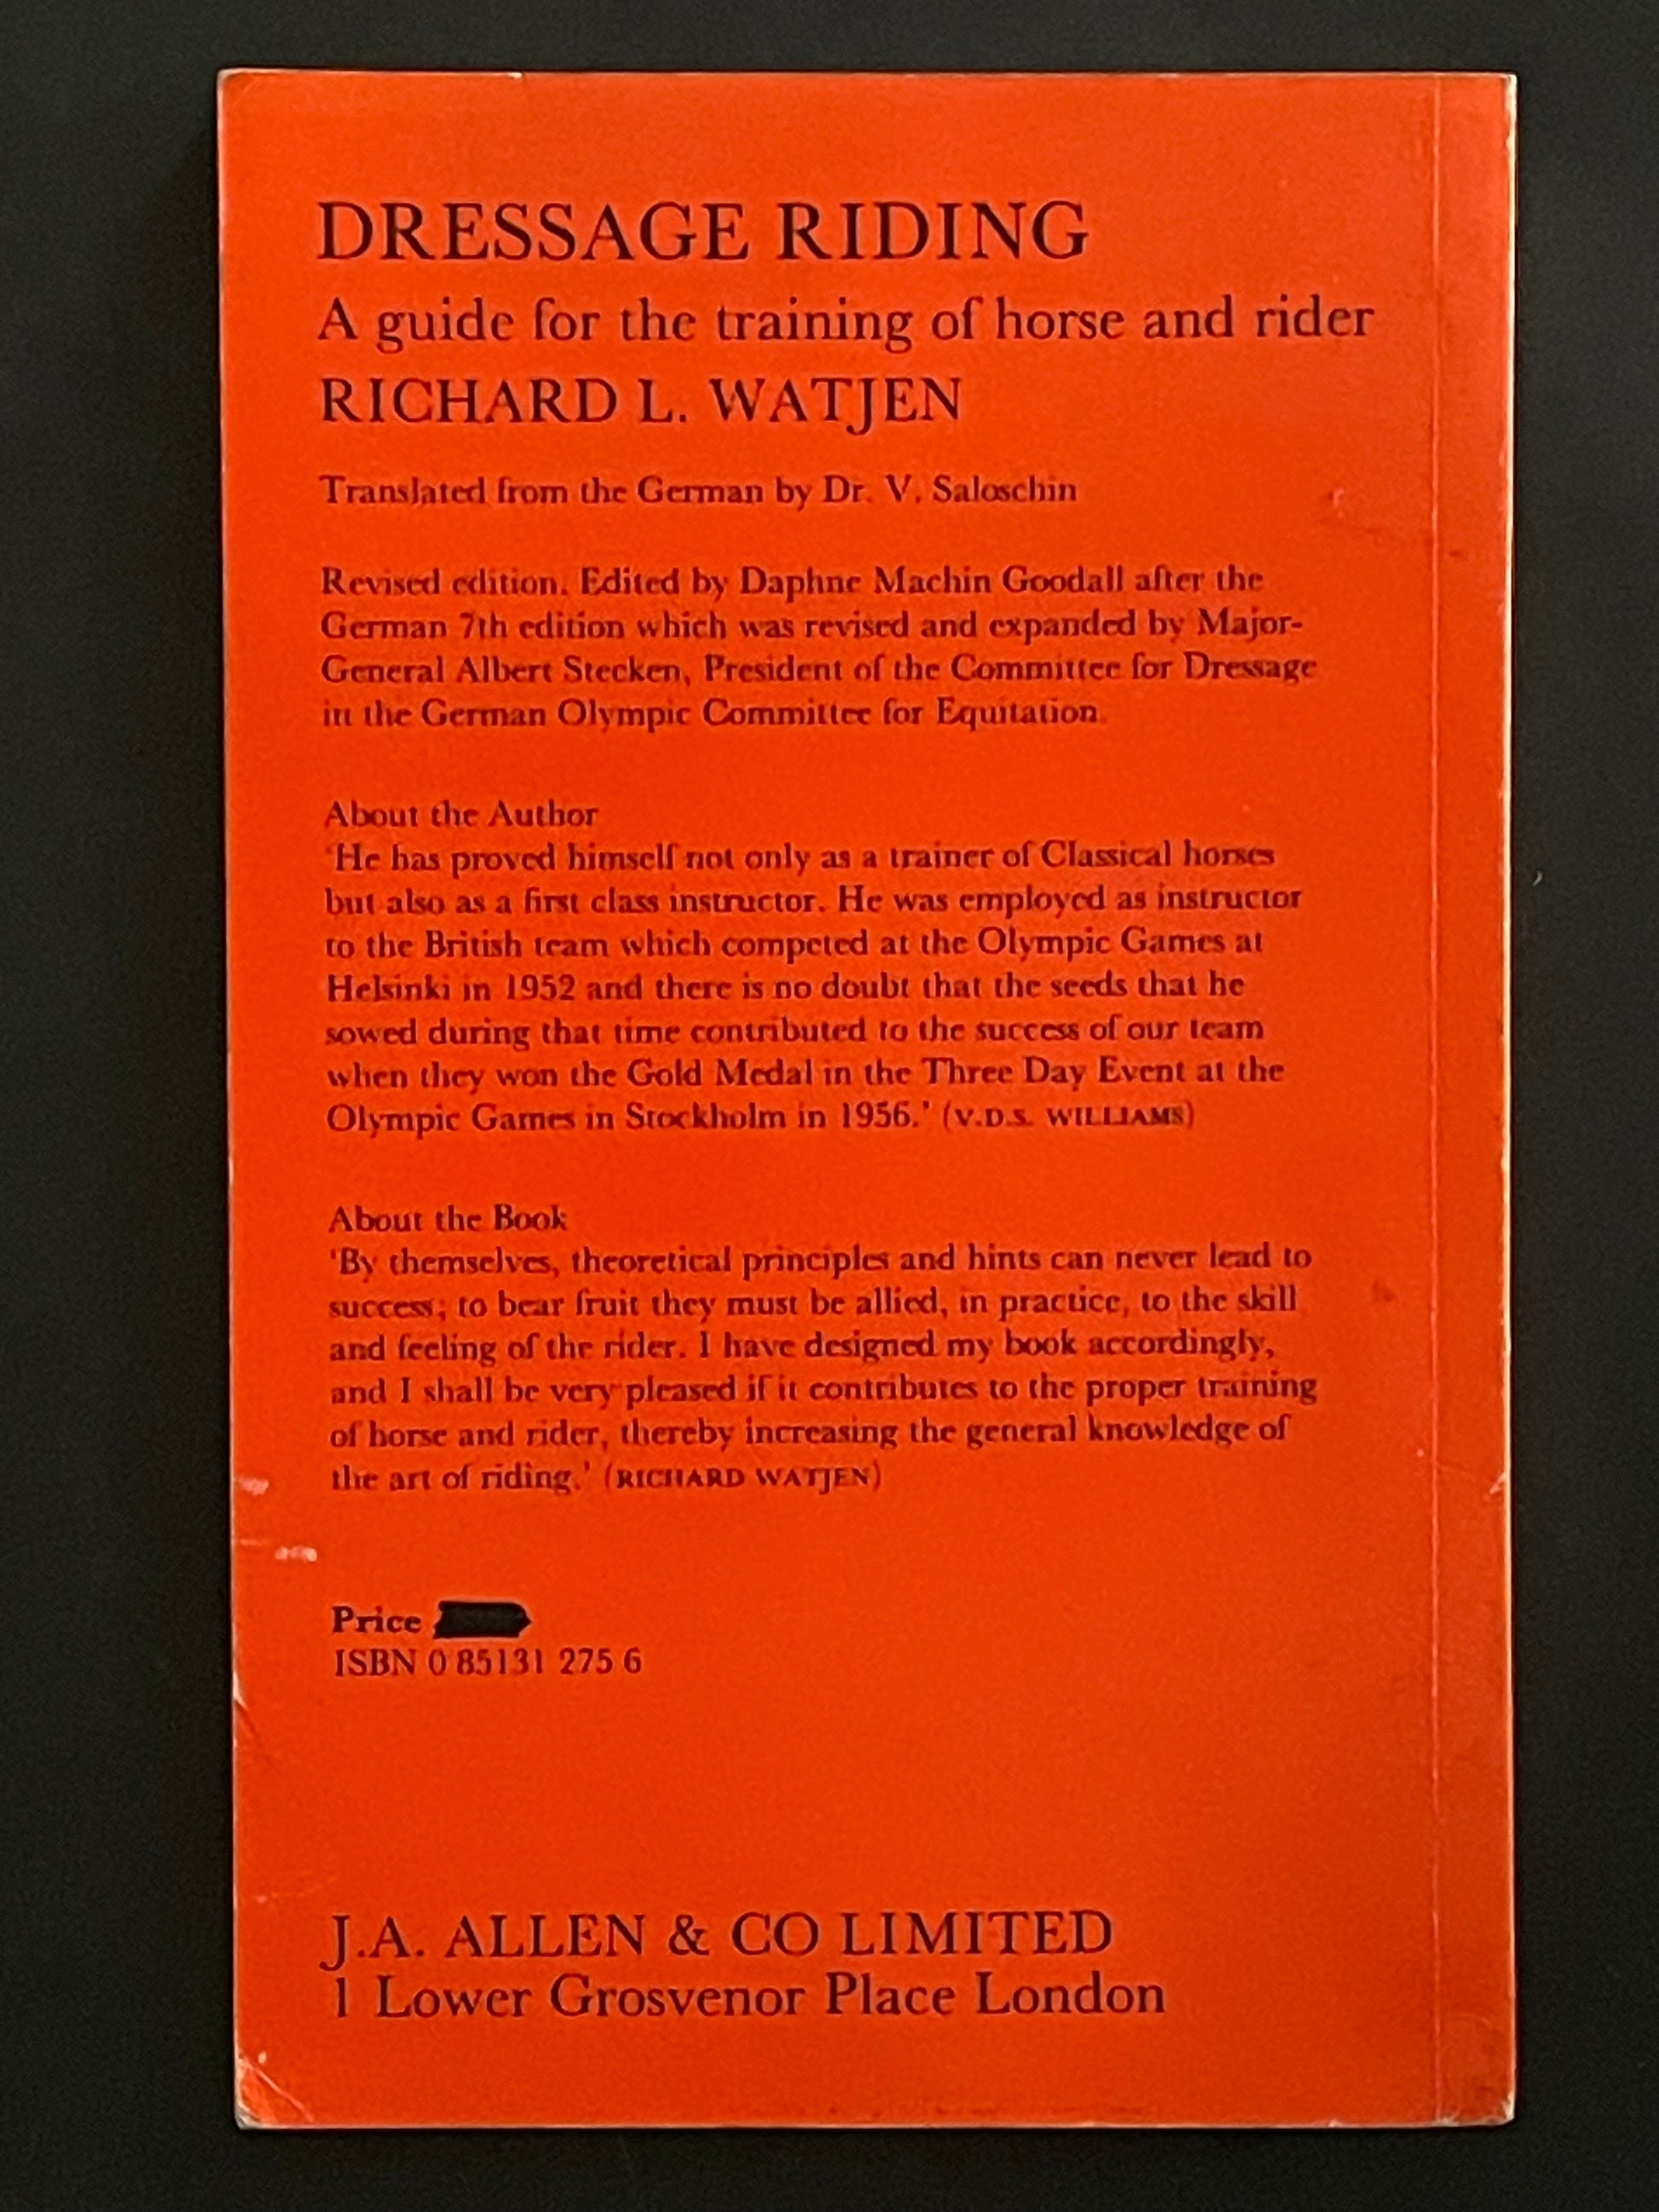 DRESSAGE RIDING
A guide for the training of horse and rider
RICHARD L. WATJEN
Translated from the German by Dr. V. Saloschin
Revised edition. Edited by Daphne Machin Goodall after the
German 7th edition which was revised and expanded by Major-
General Albert Stecken, President of the Committee for Dressage
in the German Olympic Committee for Equitation.
About the Author
'He has proved himself not only as a trainer of Classical horses
but also as a first class instructor. He was employed as instructor
to the British team which competed at the Olympic Games at
Helsinki in 1952 and there is no doubt that the seeds that he
sowed during that time contributed to the success of our team
when they won the Gold Medal in the Three Day Event at the
Olympic Games in Stockholm in 1956.' (V.D.S. WILLIAMS)
About the Book
'By themselves, theoretical principles and hints can never lead to
success; to bear fruit they must be allied, in practice, to the skill
and feeling of the rider. I have designed my book accordingly,
and I shall be very pleased if it contributes to the proper training
of horse and rider, thereby increasing the general knowledge of
the art of riding.' (RICHARD WATJEN)
Price
ISBN 0 85131 275 6
J.A. ALLEN & CO LIMITED
1 Lower Grosvenor Place London